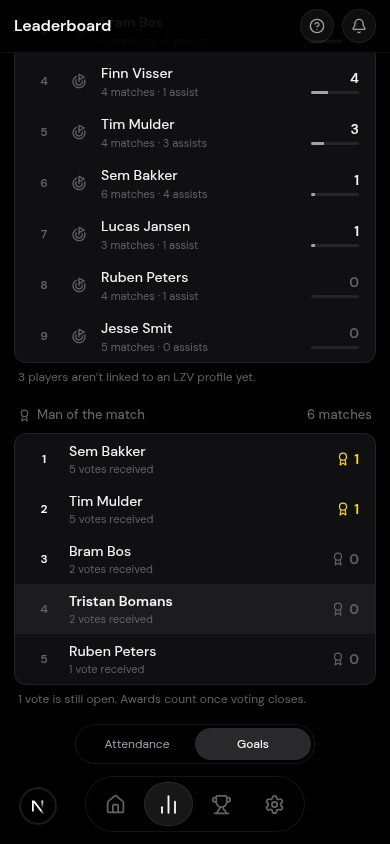 Leaderboard
Bram Bos
4
Finn Visser
4
4 matches · 1 assist
5
Tim Mulder
3
4 matches · 3 assists
6
Sem Bakker
1
6 matches · 4 assists
7
Lucas Jansen
1
3 matches · 1 assist
8
Ruben Peters
0
4 matches · 1 assist
9
Jesse Smit
0
5 matches · 0 assists
3 players aren't linked to an LZV profile yet.
Man of the match
6 matches
1
Sem Bakker
1
5 votes received
2
Tim Mulder
1
5 votes received
3
Bram Bos
0
2 votes received
4
Tristan Bomans
0
2 votes received
5
Ruben Peters
0
1 vote received
1 vote is still open. Awards count once voting closes.
Attendance
Goals
N